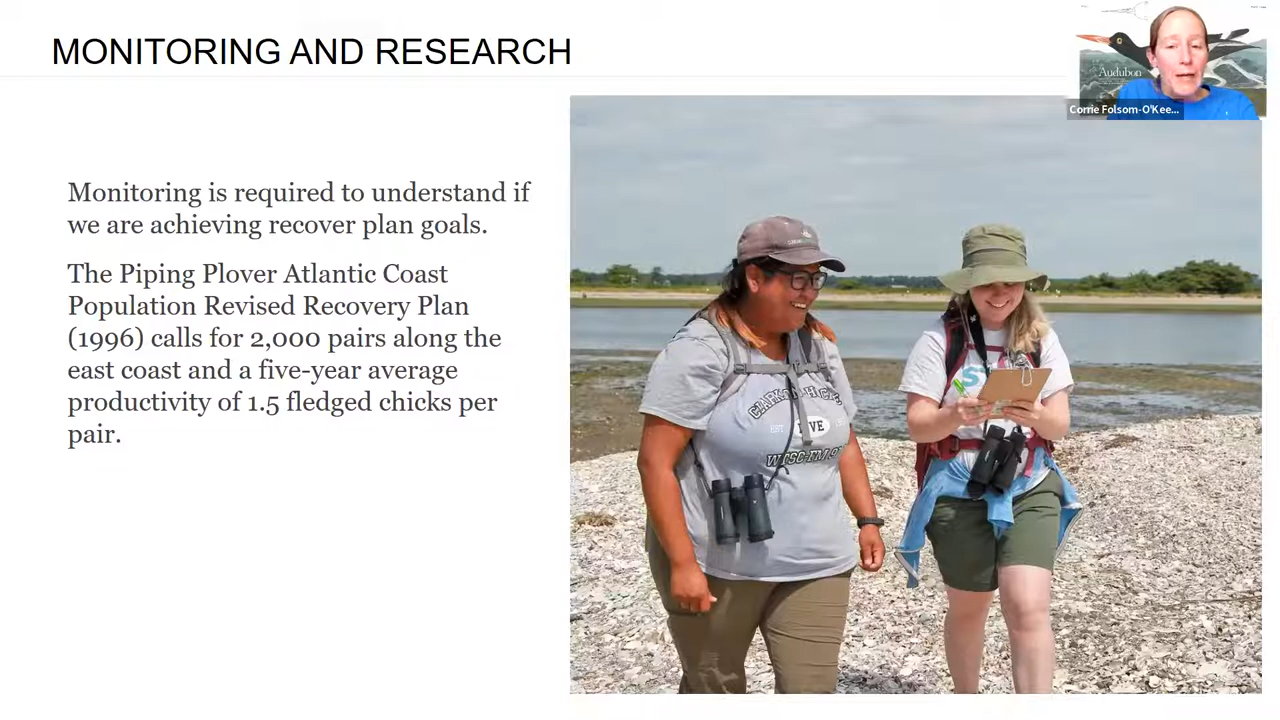 MONITORING AND RESEARCH
Audubon
Corrie Folsom-O'Kee...
Monitoring is required to understand if
we are achieving recover plan goals.
The Piping Plover Atlantic Coast
Population Revised Recovery Plan
(1996) calls for 2,000 pairs along the
east coast and a five-year average
productivity of 1.5 fledged chicks per
pair.